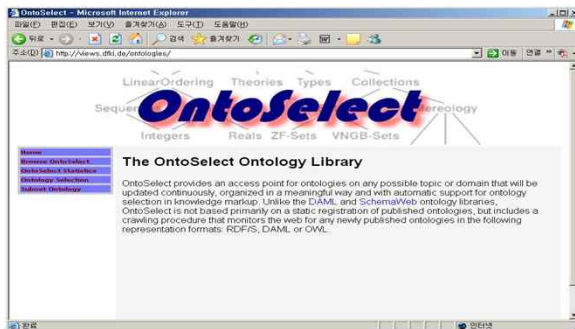 OntoSelect - Microsoft Internet Explorer
파일(F) 편집(E) 보기(V) 즐겨찾기(A) 도구(T) 도움말(H)
뒤로 검색 즐겨찾기
주소(D) http://views.dfki.de/ontologies/ 이동 연결 »
LinearOrdering Theories Types Collections
Sequen OntoSelect Mereology
Integers Reals ZF-Sets VNGB-Sets
Home
Browse OntoSelect
OntoSelect Statistics
Ontology Selection
Submit Ontology
The OntoSelect Ontology Library
OntoSelect provides an access point for ontologies on any possible topic or domain that will be
updated continuously, organized in a meaningful way and with automatic support for ontology
selection in knowledge markup. Unlike the DAML and SchemaWeb ontology libraries,
OntoSelect is not based primarily on a static registration of published ontologies, but includes a
crawling procedure that monitors the web for any newly published ontologies in the following
representation formats: RDF/S, DAML or OWL.
완료 인터넷